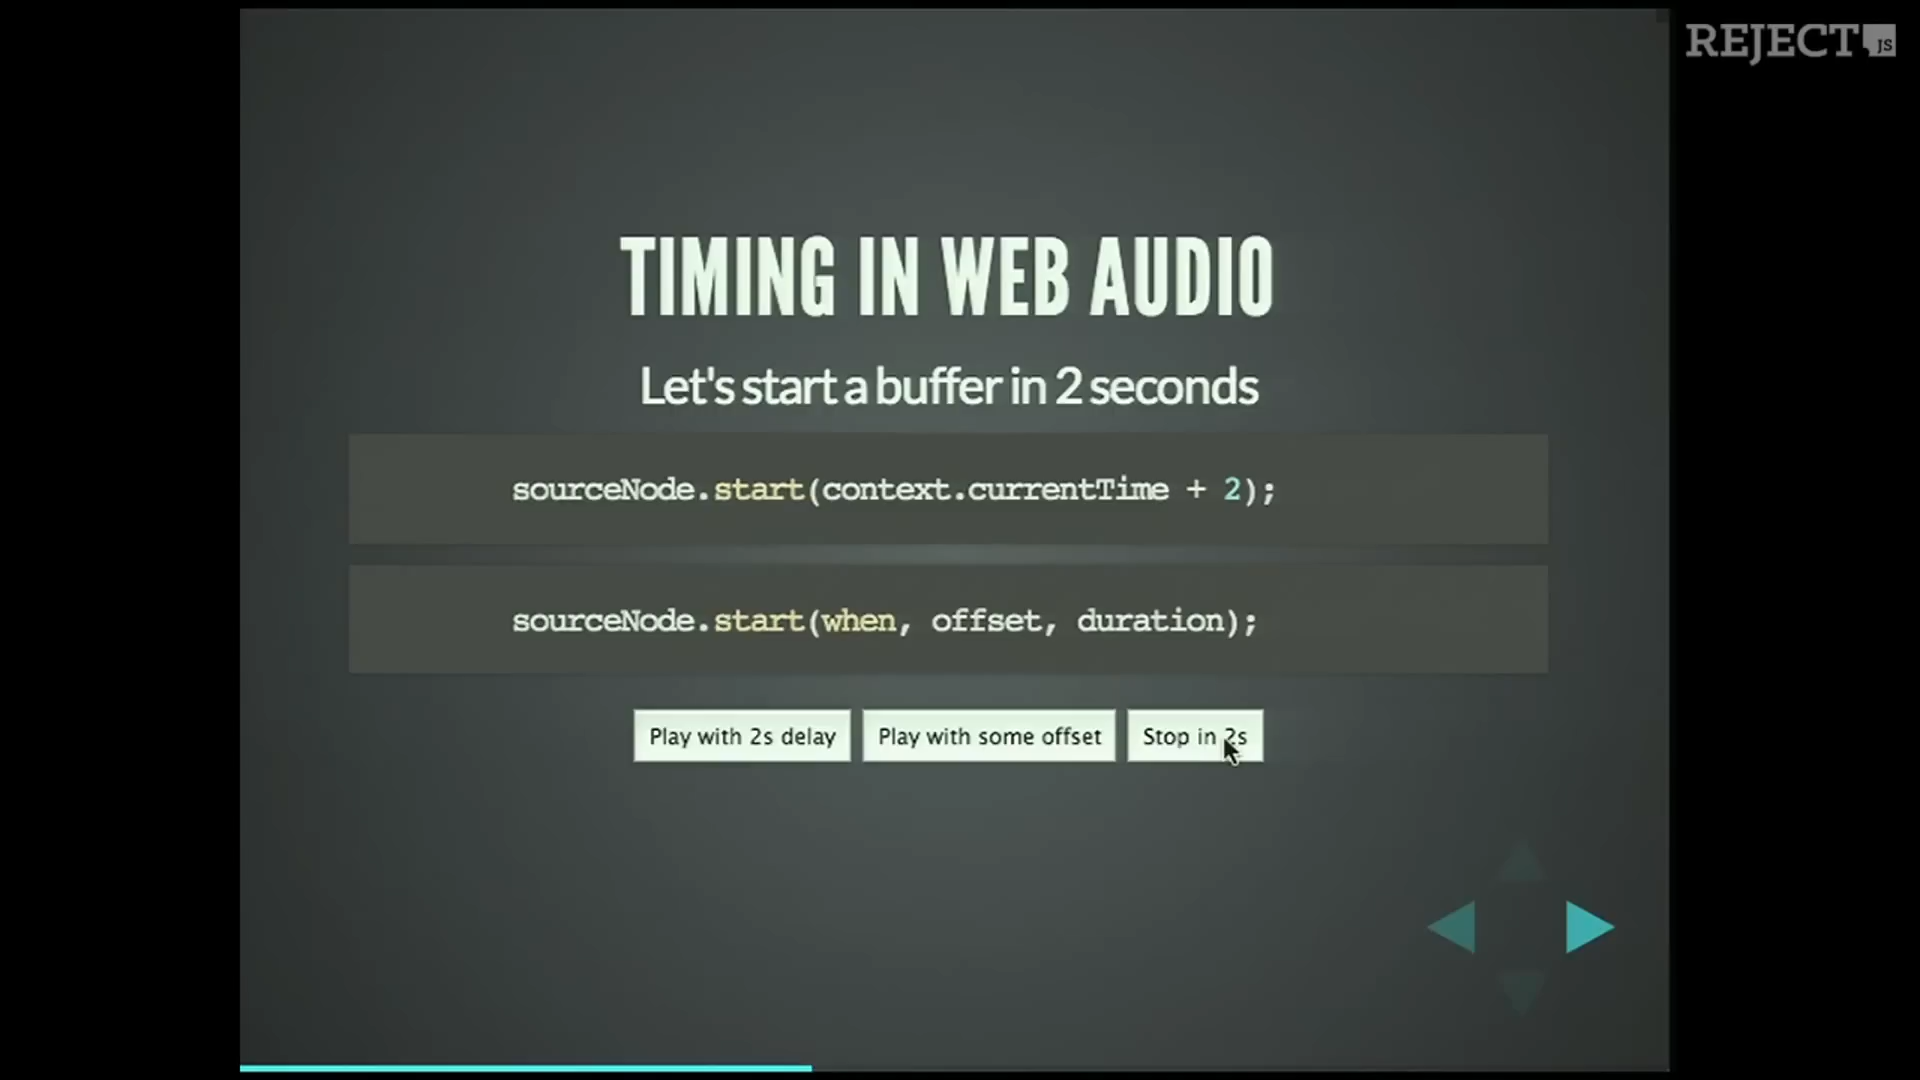 REJECT JS
TIMING IN WEB AUDIO
Let's start a buffer in 2 seconds
sourceNode.start(context.currentTime + 2);
sourceNode.start(when, offset, duration);
Play with 2s delay
Play with some offset
Stop in 2s